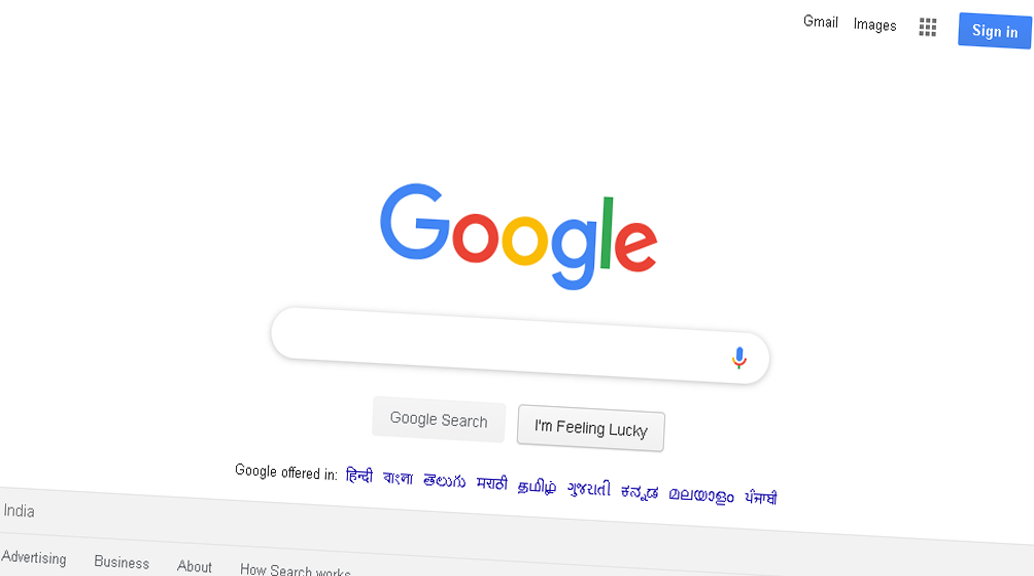 Gmail Images Sign in
Google
Google Search I'm Feeling Lucky
Google offered in: हिन्दी বাংলা తెలుగు मराठी தமிழ் ગુજરાતી ಕನ್ನಡ മലയാളം ਪੰਜਾਬੀ
India
Advertising Business About How Search works